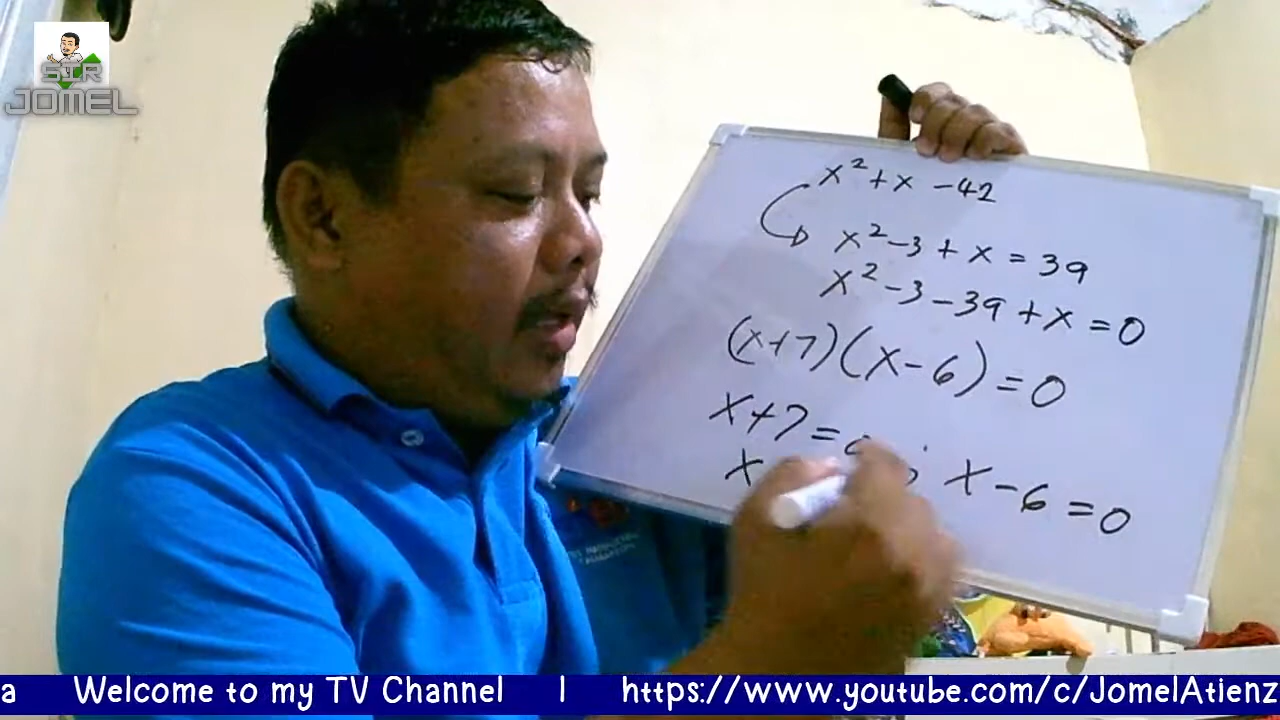 SIR
JOMEL
x² + x - 42
x² - 3 + x = 39
x² - 3 - 39 + x = 0
(x+7)(x-6) = 0
x+7 = 0 ; x - 6 = 0
x
a Welcome to my TV Channel | https://www.youtube.com/c/JomelAtienz